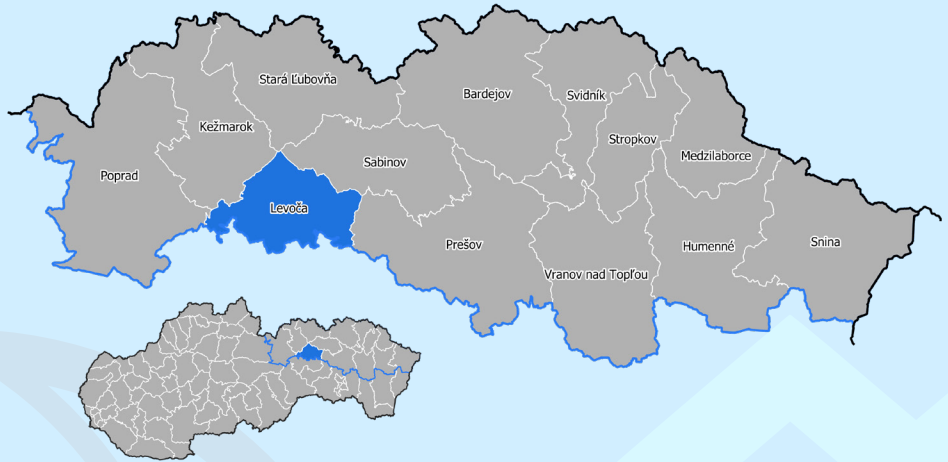 Stará Ľubovňa
Bardejov
Svidník
Kežmarok
Stropkov
Medzilaborce
Sabinov
Poprad
Levoča
Prešov
Humenné
Snina
Vranov nad Topľou